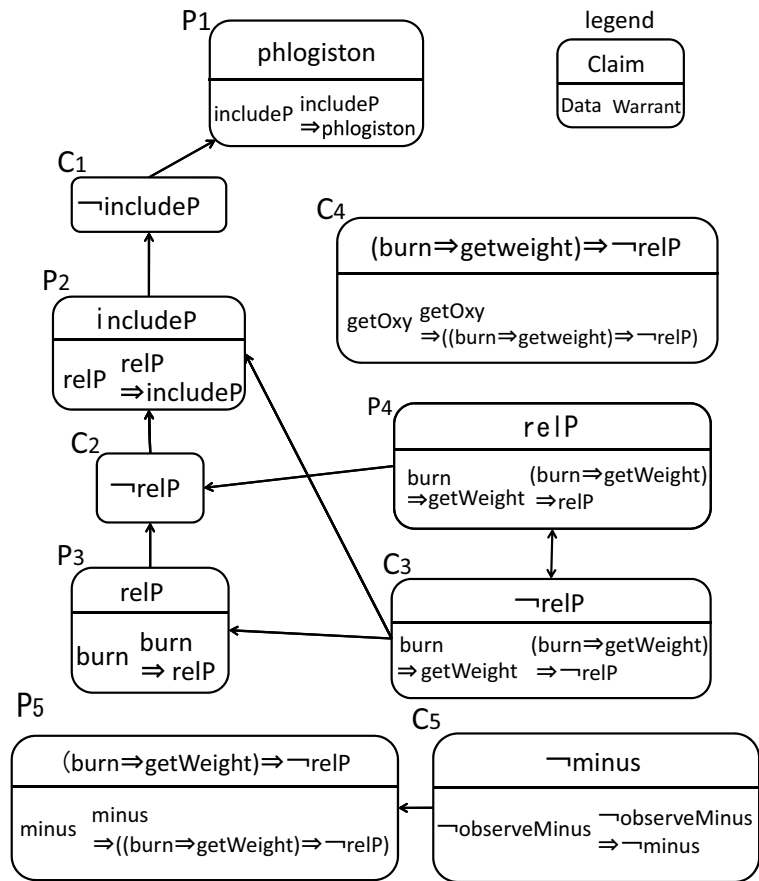 P1
phlogiston
includeP
includeP
⇒phlogiston
legend
Claim
Data Warrant
C1
¬includeP
C4
(burn⇒getweight)⇒¬relP
getOxy
getOxy
⇒((burn⇒getweight)⇒¬relP)
P2
includeP
relP
relP
⇒includeP
P4
relP
burn
⇒getWeight
(burn⇒getWeight)
⇒relP
C2
¬relP
P3
relP
burn
burn
⇒ relP
C3
¬relP
burn
⇒getWeight
(burn⇒getWeight)
⇒¬relP
P5
(burn⇒getWeight)⇒¬relP
minus
minus
⇒((burn⇒getWeight)⇒¬relP)
C5
¬minus
¬observeMinus
¬observeMinus
⇒¬minus